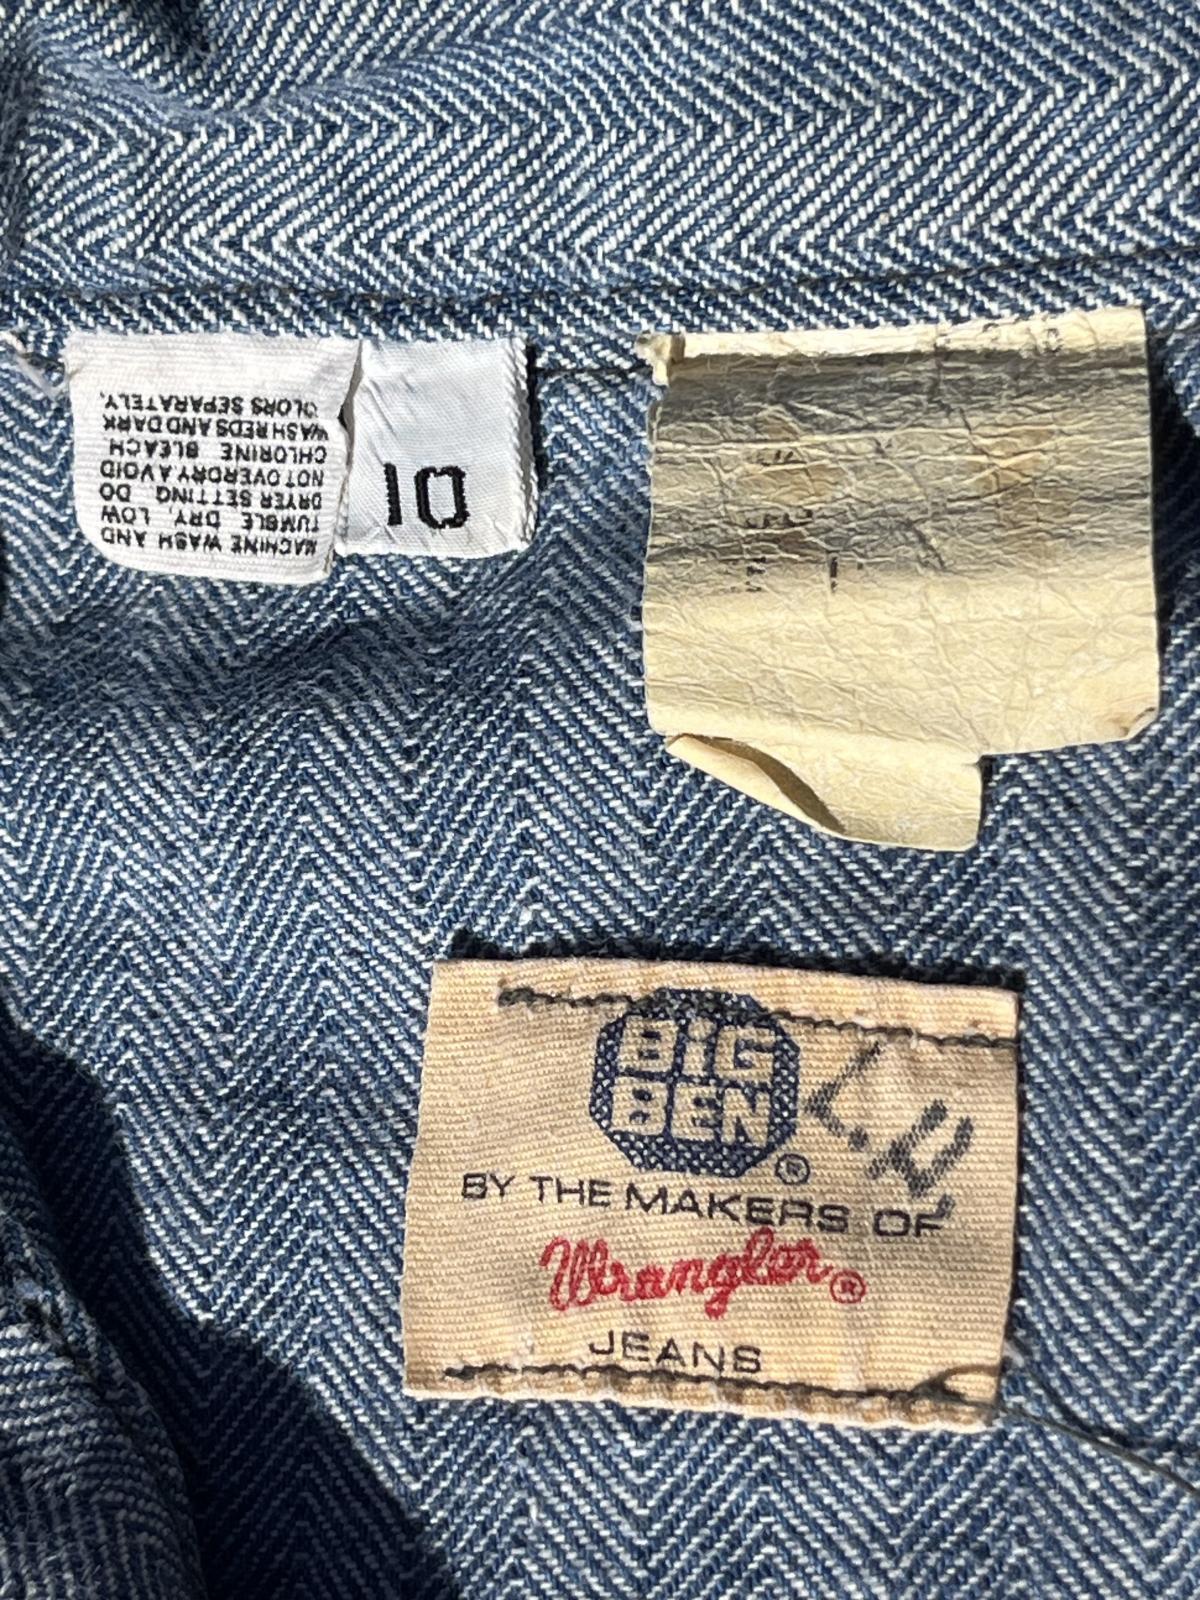 MACHINE WASH AND
TUMBLE DRY, LOW
DRYER SETTING. DO
NOT OVERDRY AVOID
CHLORINE BLEACH
WASH REDS AND DARK
OLORS SEPARATELY.
10
BIG
BEN®
BY THE MAKERS OF
Wrangler®
JEANS